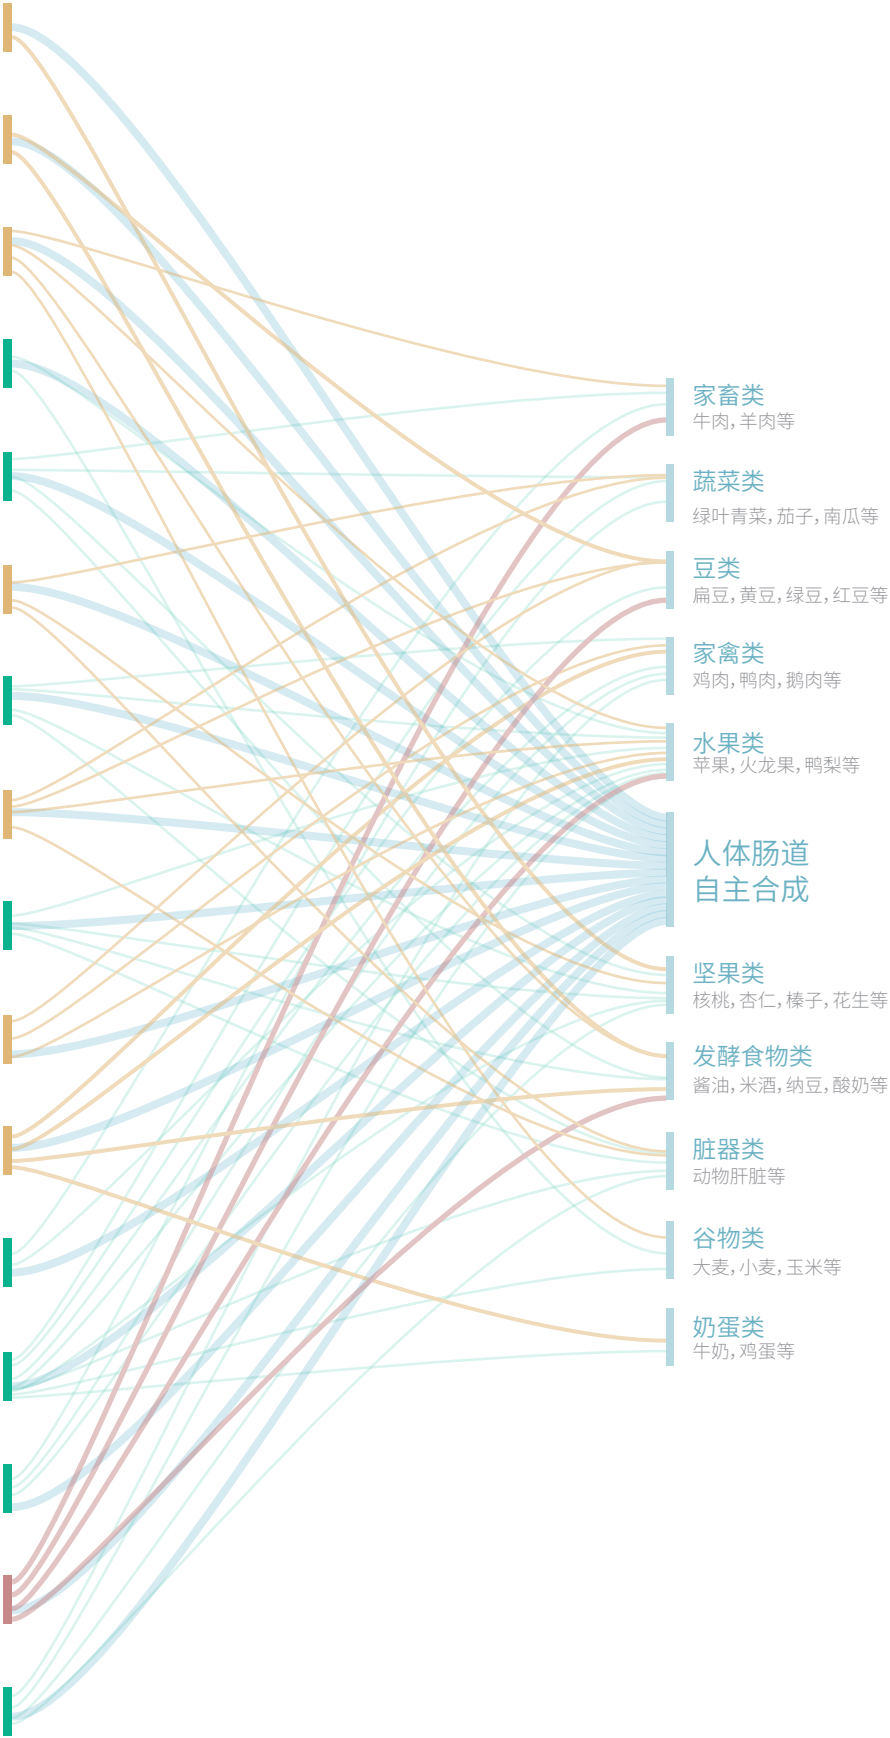 家畜类
牛肉，羊肉等
蔬菜类
绿叶青菜，茄子，南瓜等
豆类
扁豆，黄豆，绿豆，红豆等
家禽类
鸡肉，鸭肉，鹅肉等
水果类
苹果，火龙果，鸭梨等
人体肠道
自主合成
坚果类
核桃，杏仁，榛子，花生等
发酵食物类
酱油，米酒，纳豆，酸奶等
脏器类
动物肝脏等
谷物类
大麦，小麦，玉米等
奶蛋类
牛奶，鸡蛋等